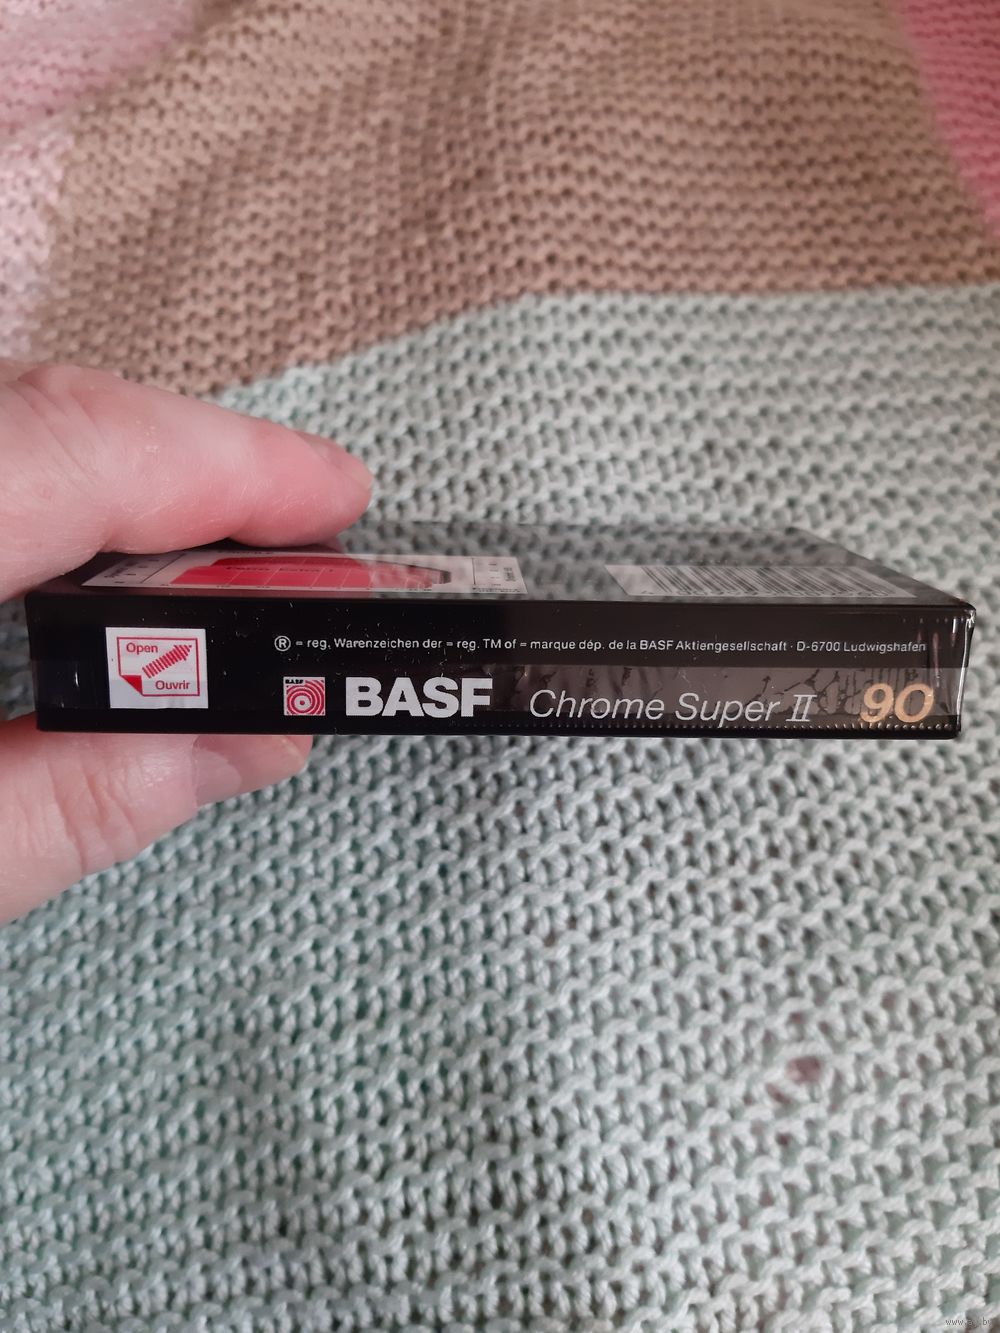 Open
Ouvrir
® = reg. Warenzeichen der = reg. TM of = marque dép. de la BASF Aktiengesellschaft · D-6700 Ludwigshafen
BASF
BASF Chrome Super II 90